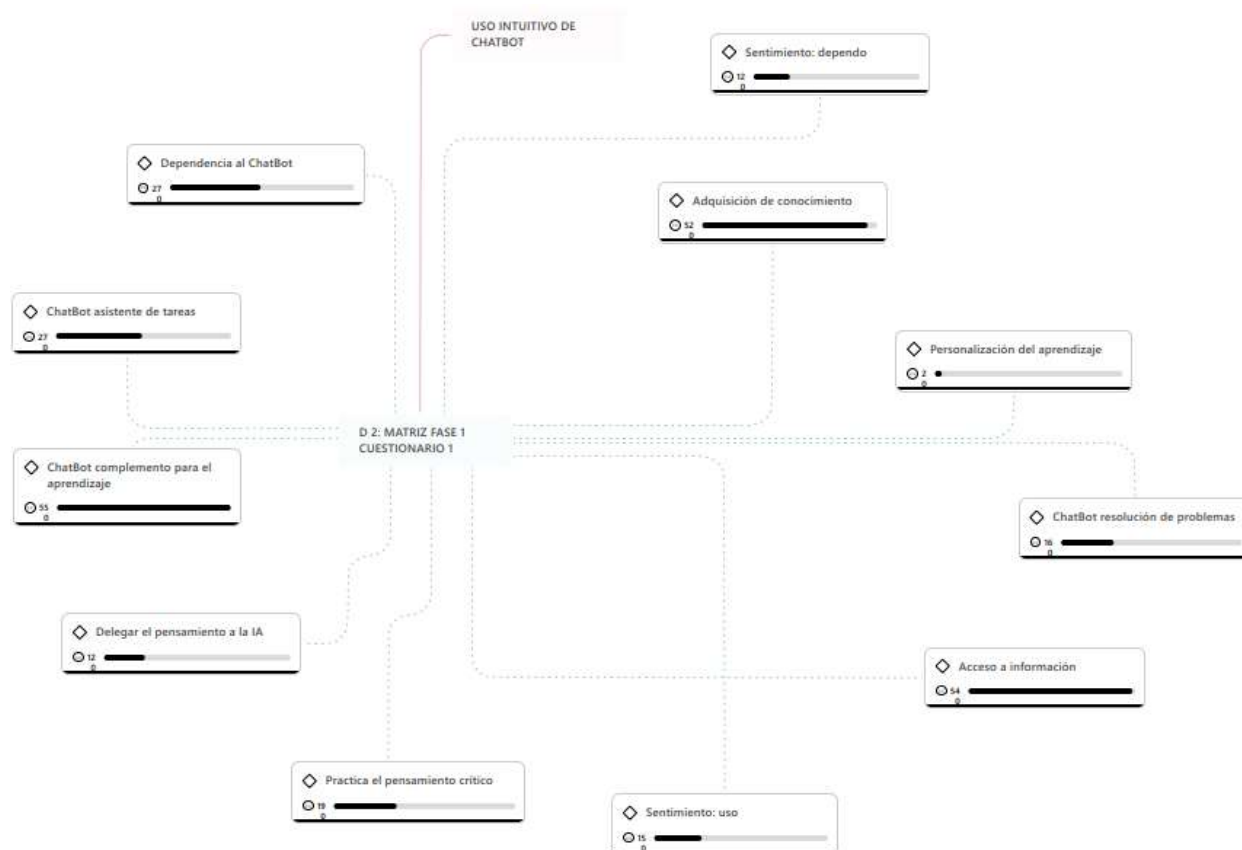 USO INTUITIVO DE
CHATBOT
Sentimiento: dependo
12
0
Dependencia al ChatBot
27
0
Adquisición de conocimiento
52
0
ChatBot asistente de tareas
27
0
Personalización del aprendizaje
2
0
D 2: MATRIZ FASE 1
CUESTIONARIO 1
ChatBot complemento para el
aprendizaje
55
0
ChatBot resolución de problemas
16
0
Delegar el pensamiento a la IA
12
0
Acceso a información
54
0
Practica el pensamiento crítico
19
0
Sentimiento: uso
15
0